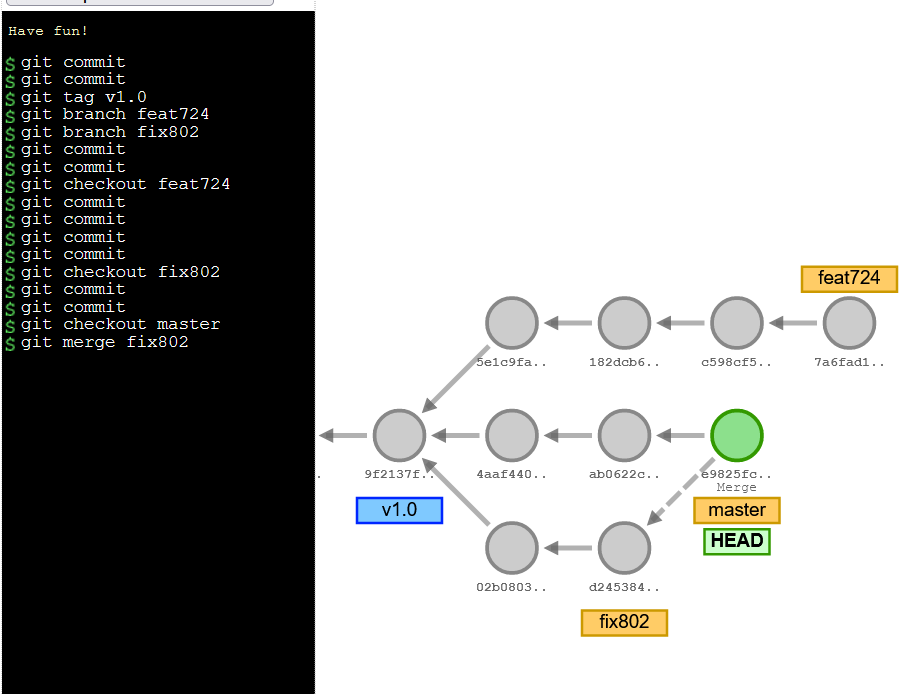 Have fun!
$ git commit
$ git commit
$ git tag v1.0
$ git branch feat724
$ git branch fix802
$ git commit
$ git commit
$ git checkout feat724
$ git commit
$ git commit
$ git commit
$ git commit
$ git checkout fix802
$ git commit
$ git commit
$ git checkout master
$ git merge fix802
feat724
5e1c9fa..
182dcb6..
c598cf5..
7a6fad1..
9f2137f..
4aaf440..
ab0622c..
e9825fc..
Merge
v1.0
master
HEAD
02b0803..
d245384..
fix802